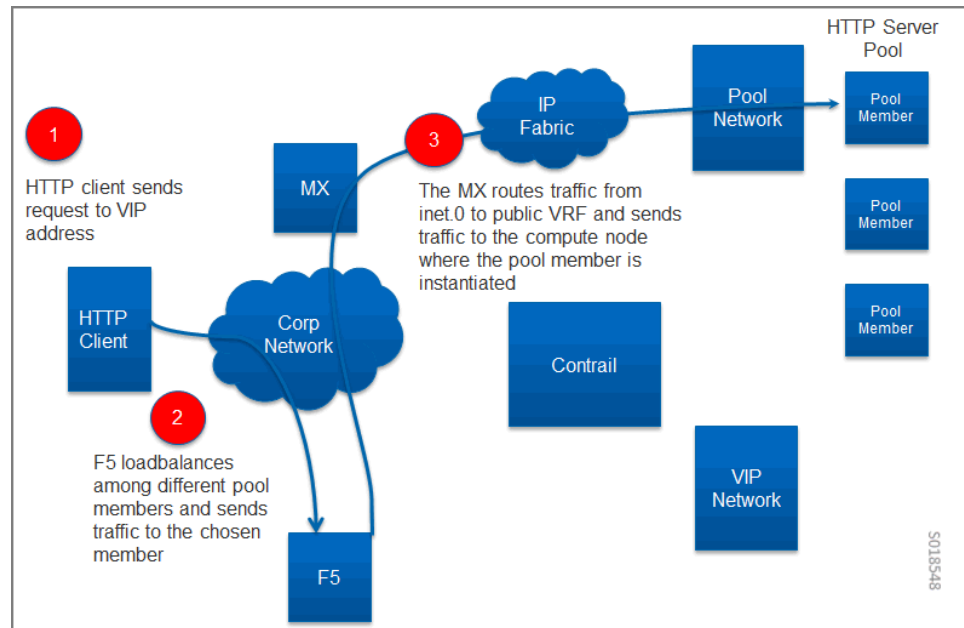 HTTP Server
Pool
1
HTTP client sends
request to VIP
address
MX
3
IP
Fabric
Pool
Network
Pool
Member
The MX routes traffic from
inet.0 to public VRF and sends
traffic to the compute node
where the pool member is
instantiated
Pool
Member
Pool
Member
HTTP
Client
Corp
Network
Contrail
2
F5 loadbalances
among different pool
members and sends
traffic to the chosen
member
F5
VIP
Network
S018548